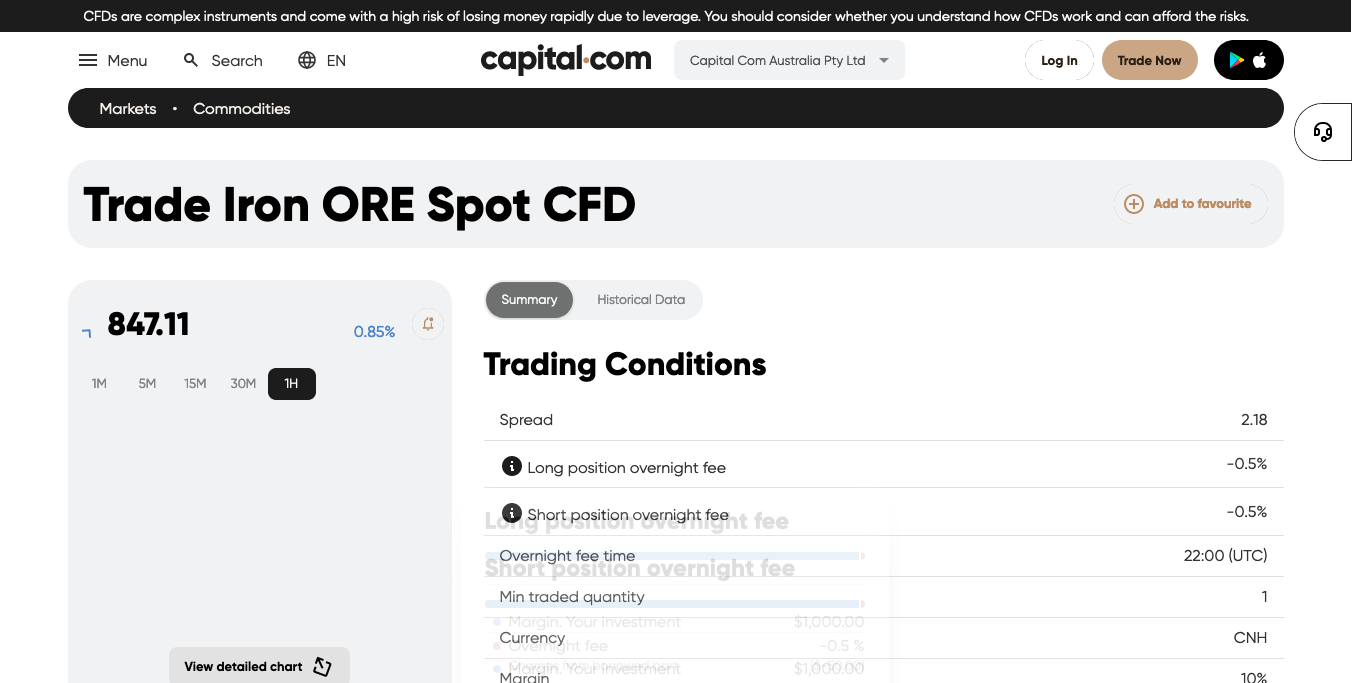 CFDs are complex instruments and come with a high risk of losing money rapidly due to leverage. You should consider whether you understand how CFDs work and can afford the risks.
Menu Search EN capital.com Capital Com Australia Pty Ltd Log In Trade Now
Markets • Commodities
Trade Iron ORE Spot CFD
Add to favourite
847.11 0.85%
1M 5M 15M 30M 1H
View detailed chart
Summary Historical Data
Trading Conditions
Spread 2.18
Long position overnight fee -0.5%
Short position overnight fee -0.5%
Long position overnight fee
Overnight fee time 22:00 (UTC)
Short position overnight fee
Min traded quantity 1
Margin. Your investment $1,000.00
Currency CNH
Overnight fee -0.5 %
Margin. Your investment $1,000.00
Margin 10%